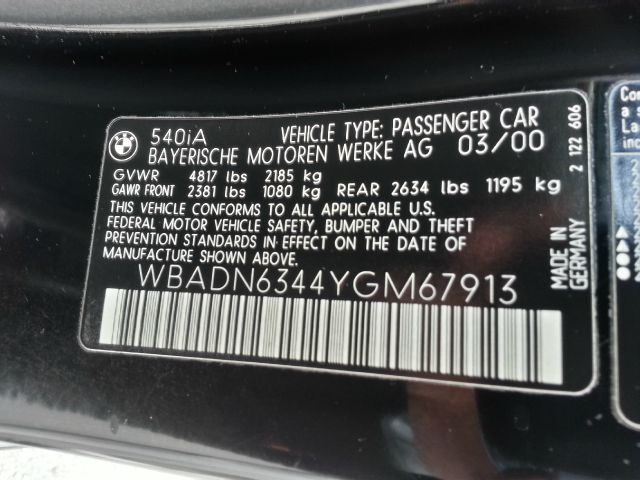 BMW
540iA VEHICLE TYPE: PASSENGER CAR
BAYERISCHE MOTOREN WERKE AG 03/00
GVWR 4817 lbs 2185 kg
GAWR FRONT 2381 lbs 1080 kg REAR 2634 lbs 1195 kg
THIS VEHICLE CONFORMS TO ALL APPLICABLE U.S.
FEDERAL MOTOR VEHICLE SAFETY, BUMPER AND THEFT
PREVENTION STANDARDS IN EFFECT ON THE DATE OF
MANUFACTURE SHOWN ABOVE.
WBADN6344YGM67913
MADE IN
GERMANY
2 122 606
a s
La
inc